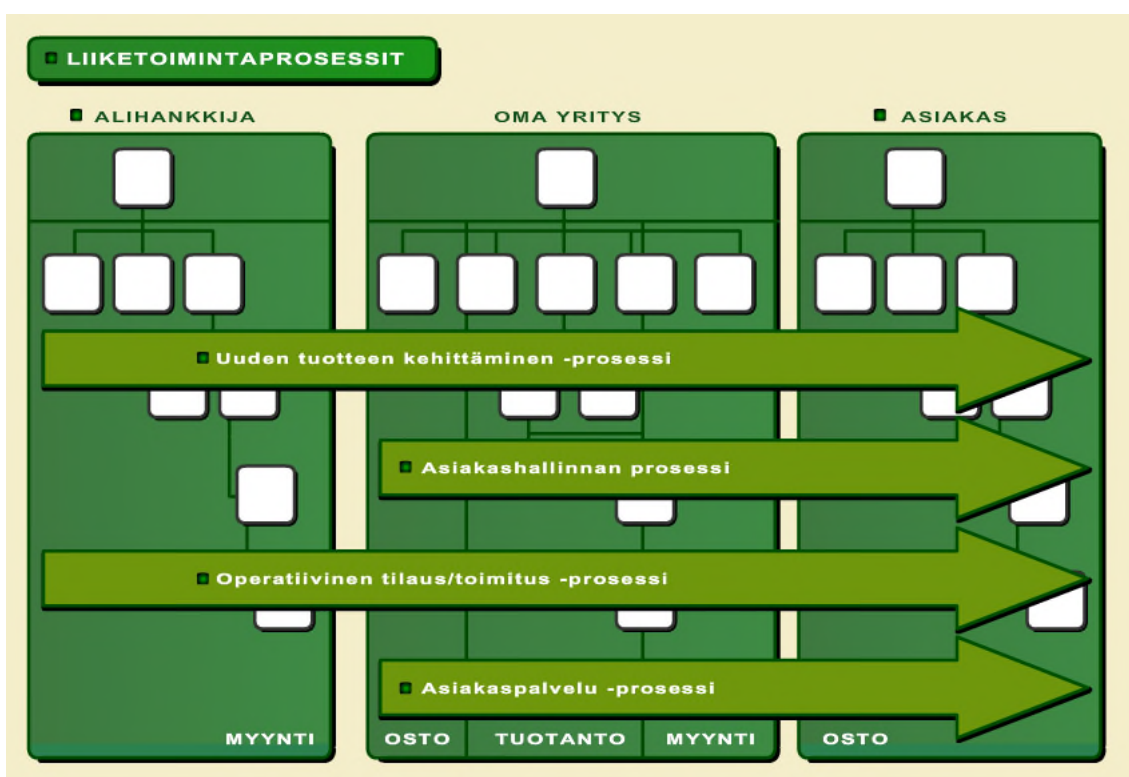 LIIKETOIMINTAPROSESSIT
ALIHANKKIJA
OMA YRITYS
ASIAKAS
Uuden tuotteen kehittäminen -prosessi
Asiakashallinnan prosessi
Operatiivinen tilaus/toimitus -prosessi
Asiakaspalvelu -prosessi
MYYNTI
OSTO
TUOTANTO
MYYNTI
OSTO